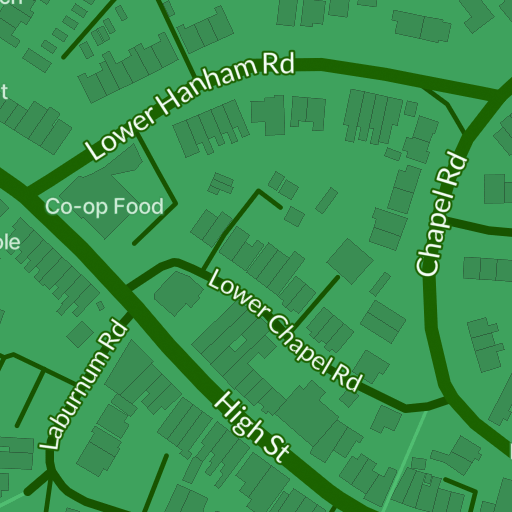 Lower Hanham Rd
Co-op Food
Chapel Rd
Lower Chapel Rd
Laburnum Rd
High St